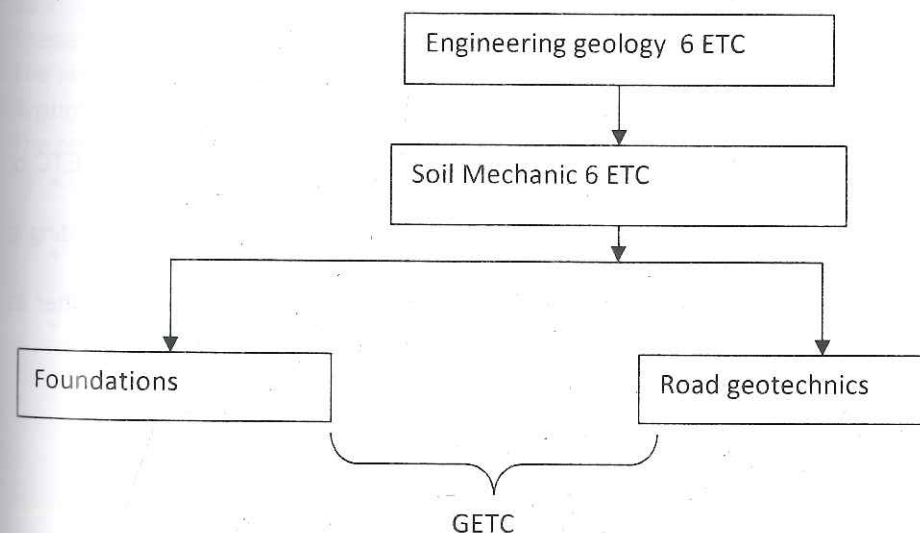 Engineering geology 6 ETC
Soil Mechanic 6 ETC
Foundations
Road geotechnics
GETC